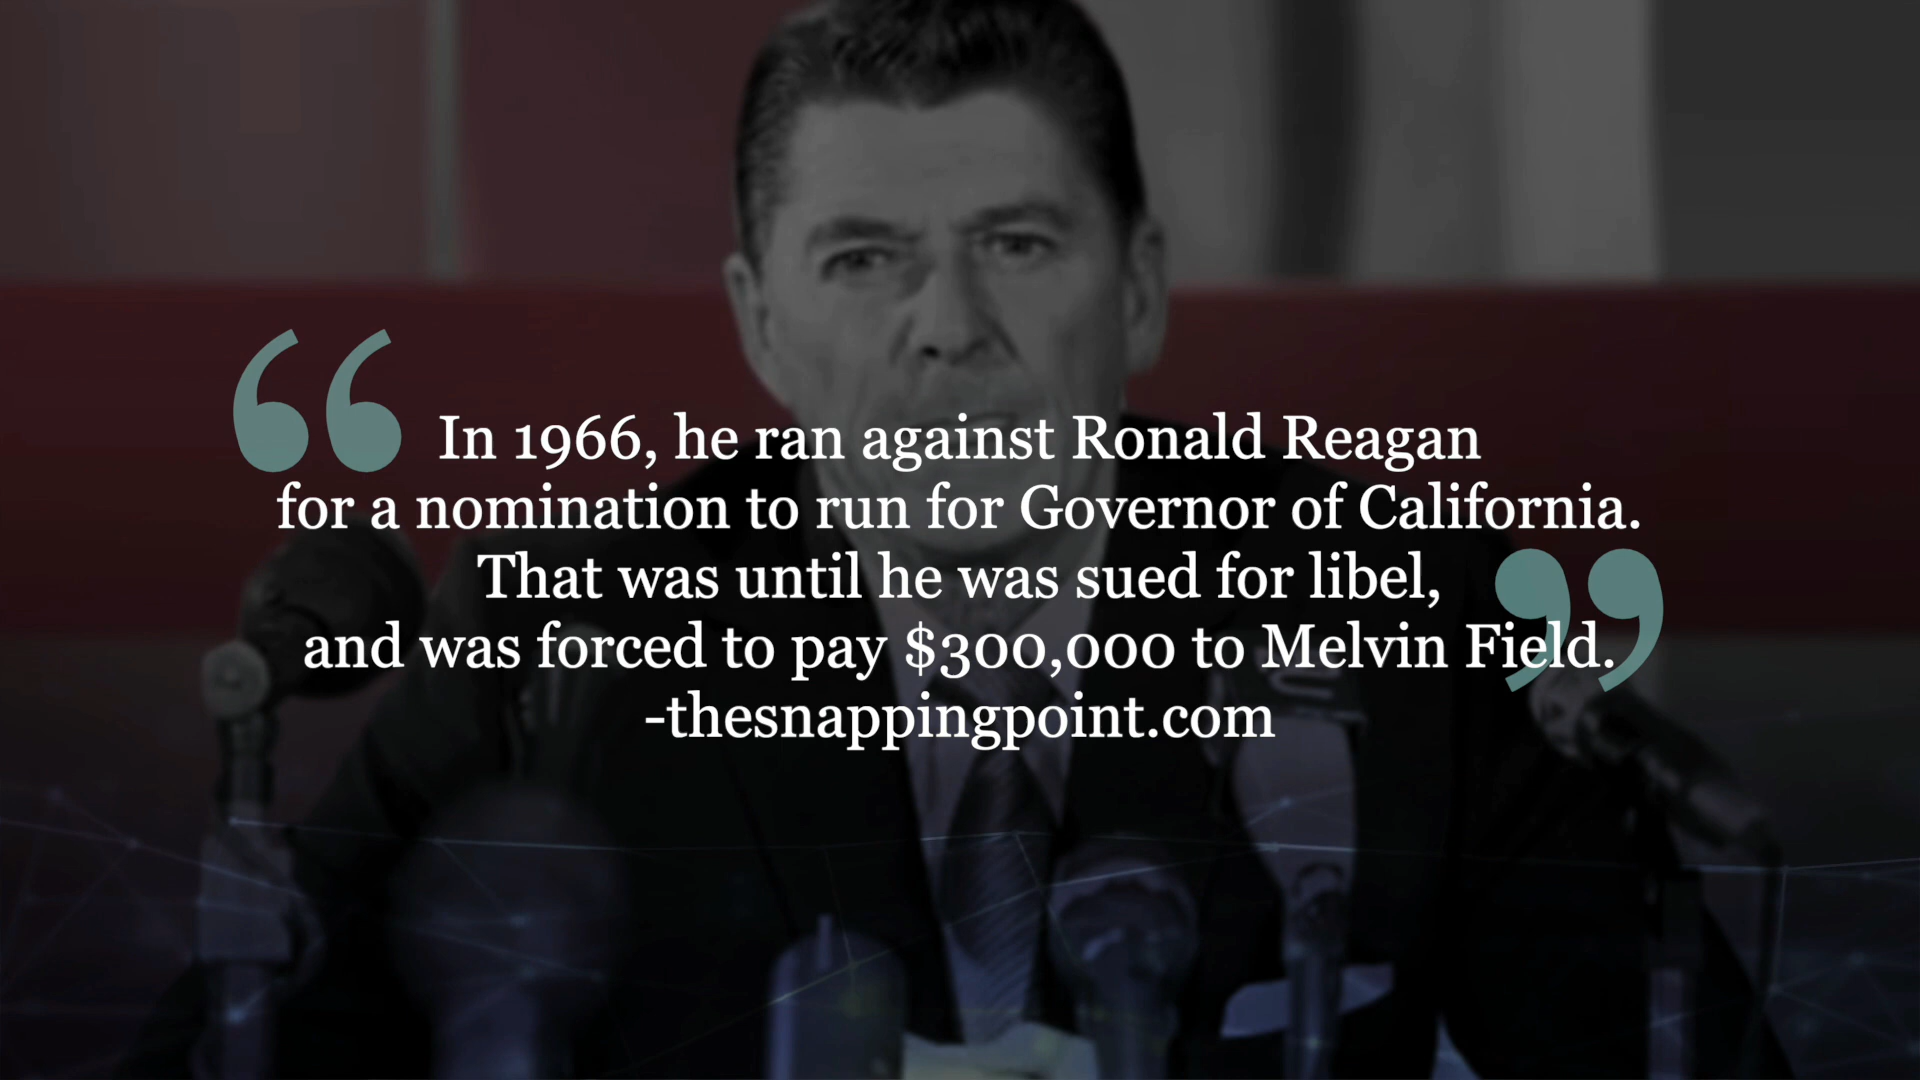 In 1966, he ran against Ronald Reagan
for a nomination to run for Governor of California.
That was until he was sued for libel,
and was forced to pay $300,000 to Melvin Field.
-thesnappingpoint.com